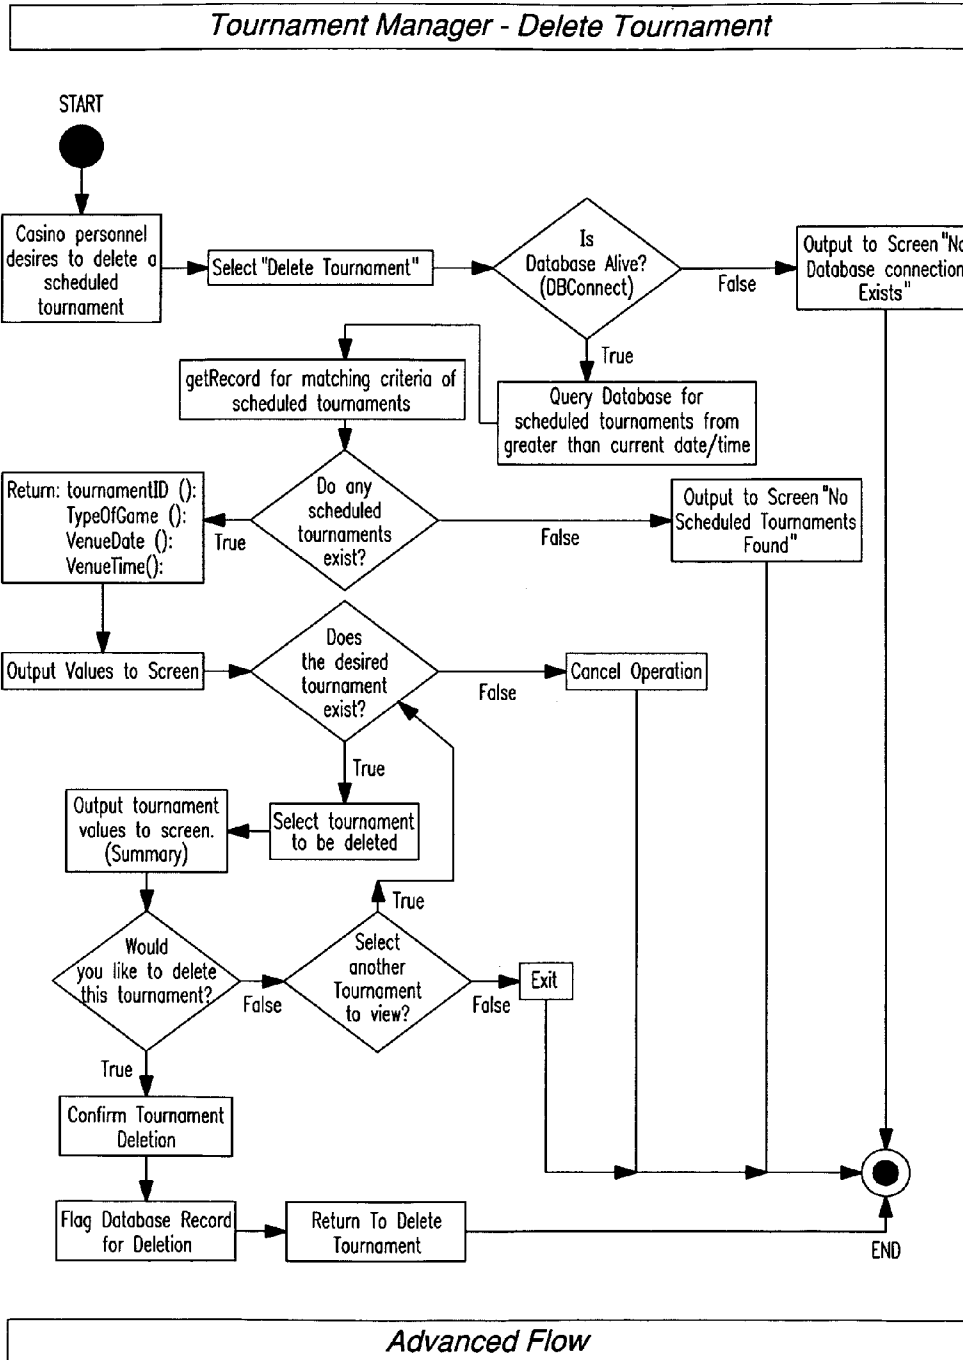 Tournament Manager - Delete Tournament
START
Casino personnel
desires to delete a
scheduled
tournament
Select "Delete Tournament"
Is
Database Alive?
(DBConnect)
False
Output to Screen "No
Database connection
Exists"
True
Query Database for
scheduled tournaments from
greater than current date/time
getRecord for matching criteria of
scheduled tournaments
Do any
scheduled
tournaments
exist?
True
False
Return: tournamentID ():
TypeOfGame ():
VenueDate ():
VenueTime():
Output to Screen "No
Scheduled Tournaments
Found"
Output Values to Screen
Does
the desired
tournament
exist?
False
Cancel Operation
True
Select tournament
to be deleted
Output tournament
values to screen.
(Summary)
True
Would
you like to delete
this tournament?
False
Select
another
Tournament
to view?
False
Exit
True
Confirm Tournament
Deletion
Flag Database Record
for Deletion
Return To Delete
Tournament
END
Advanced Flow